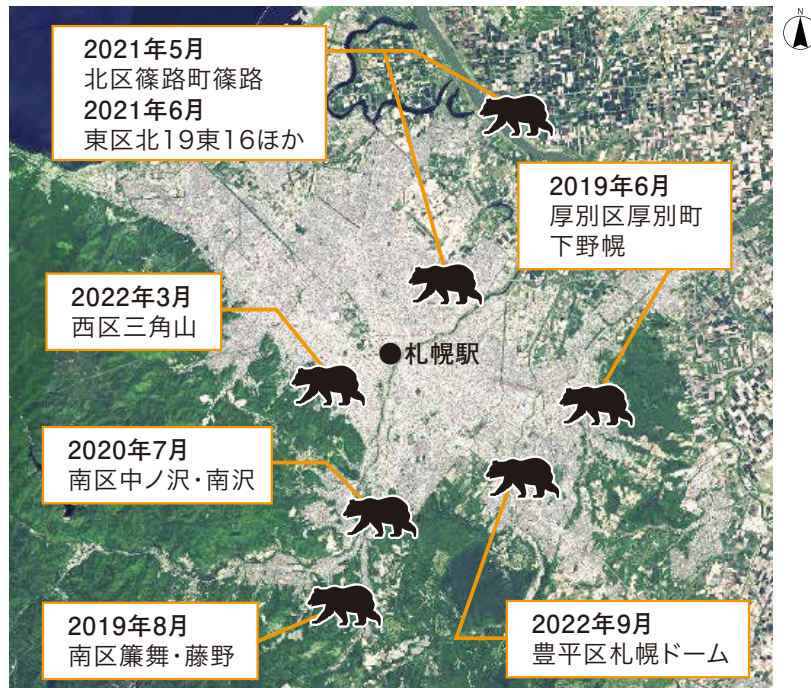 N
2021年5月
北区篠路町篠路
2021年6月
東区北19東16ほか
2019年6月
厚別区厚別町
下野幌
2022年3月
西区三角山
札幌駅
2020年7月
南区中ノ沢・南沢
2019年8月
南区簾舞・藤野
2022年9月
豊平区札幌ドーム